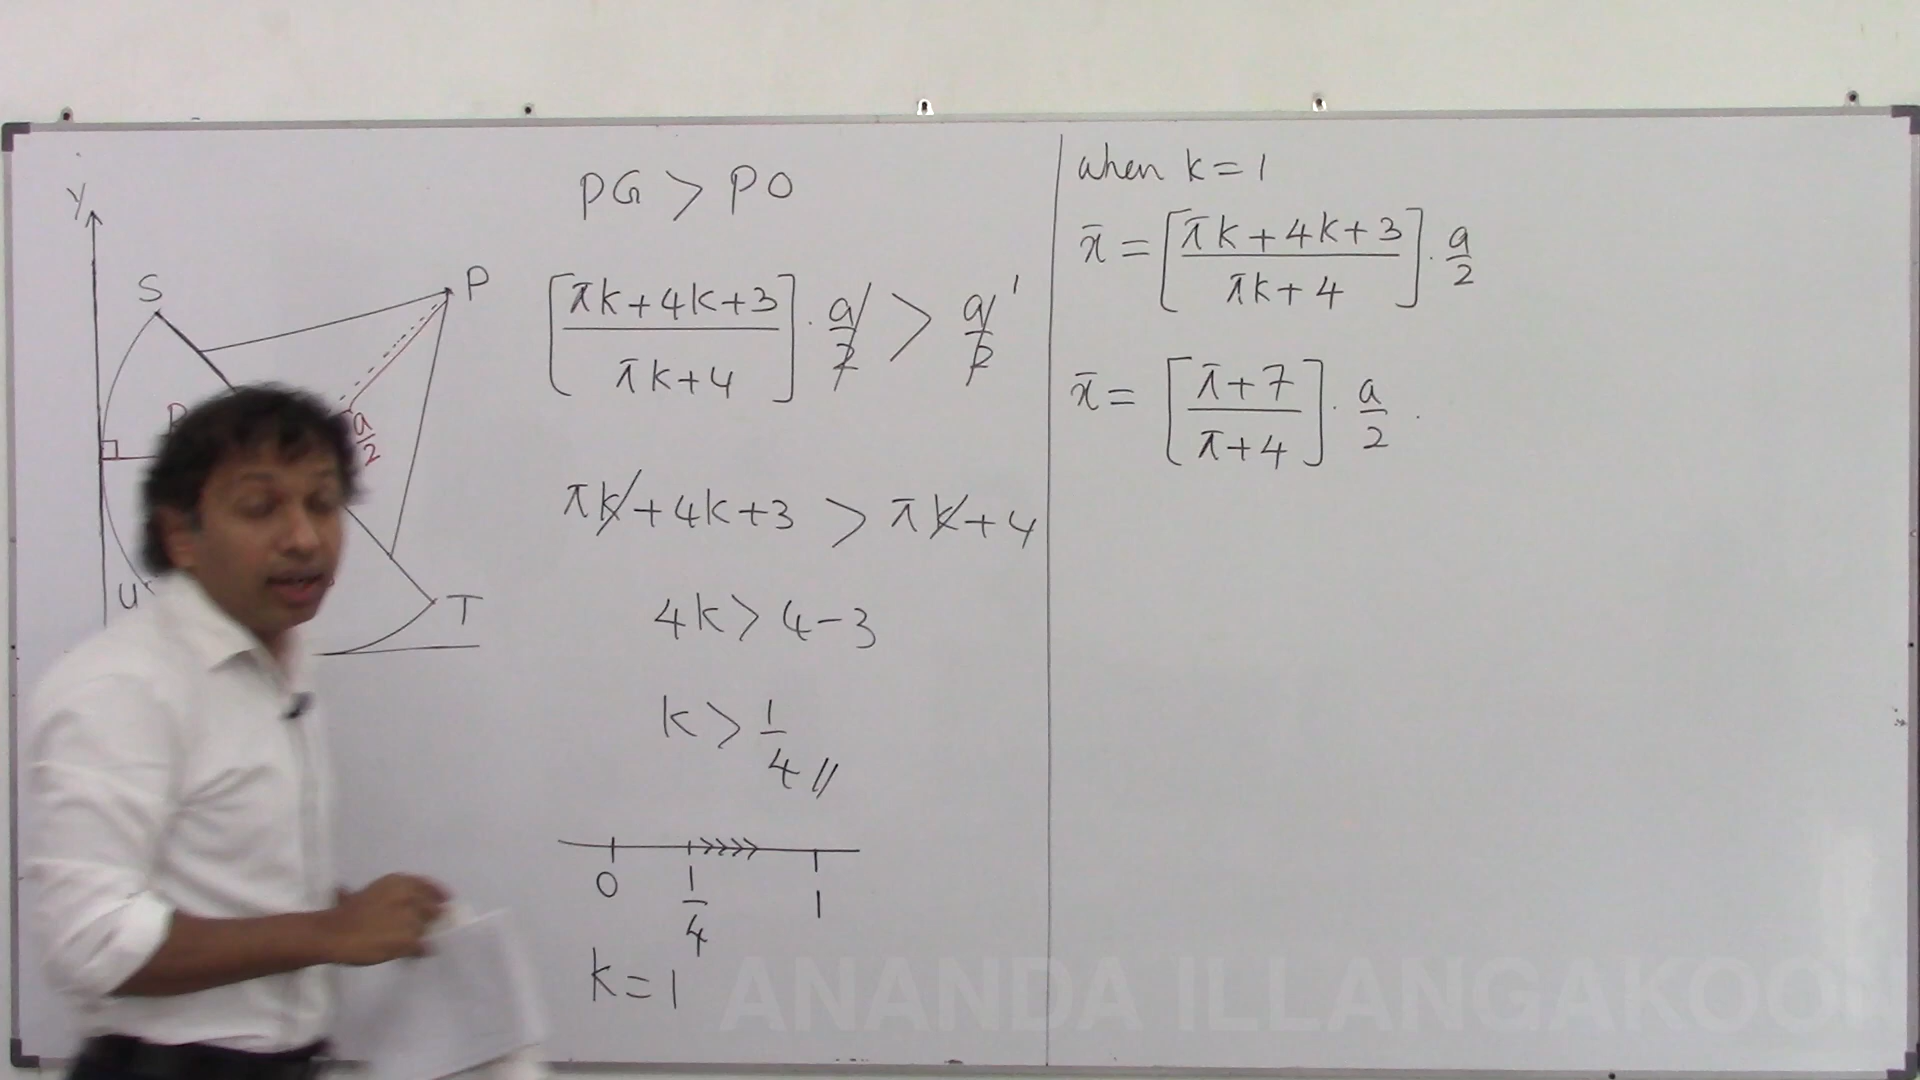 Y
S
P
R
a/2
U
T
PG > PO
[πk+4k+3 / πk+4] · a/2 > a/2 1
πk+4k+3 > πk+4
4k > 4-3
k > 1/4 //
0 1/4 1
k=1
when k=1
x̄ = [πk+4k+3 / πk+4] · a/2
x̄ = [π+7 / π+4] · a/2 .
ANANDA ILLANGAKOON